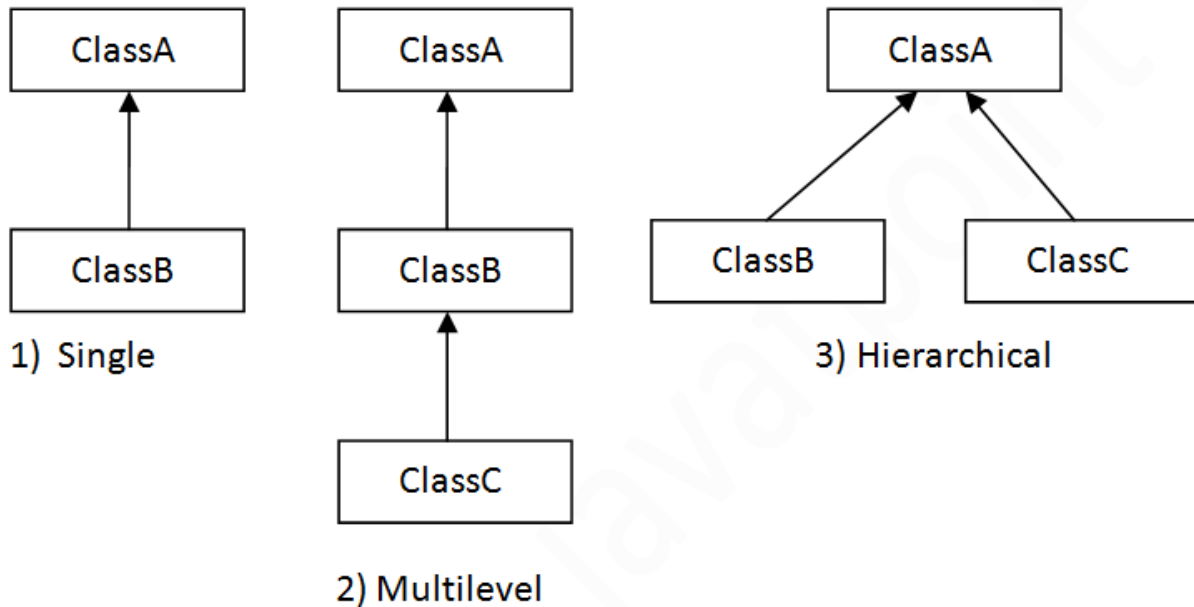 ClassA
ClassB
1) Single
ClassA
ClassB
ClassC
2) Multilevel
ClassA
ClassB
ClassC
3) Hierarchical